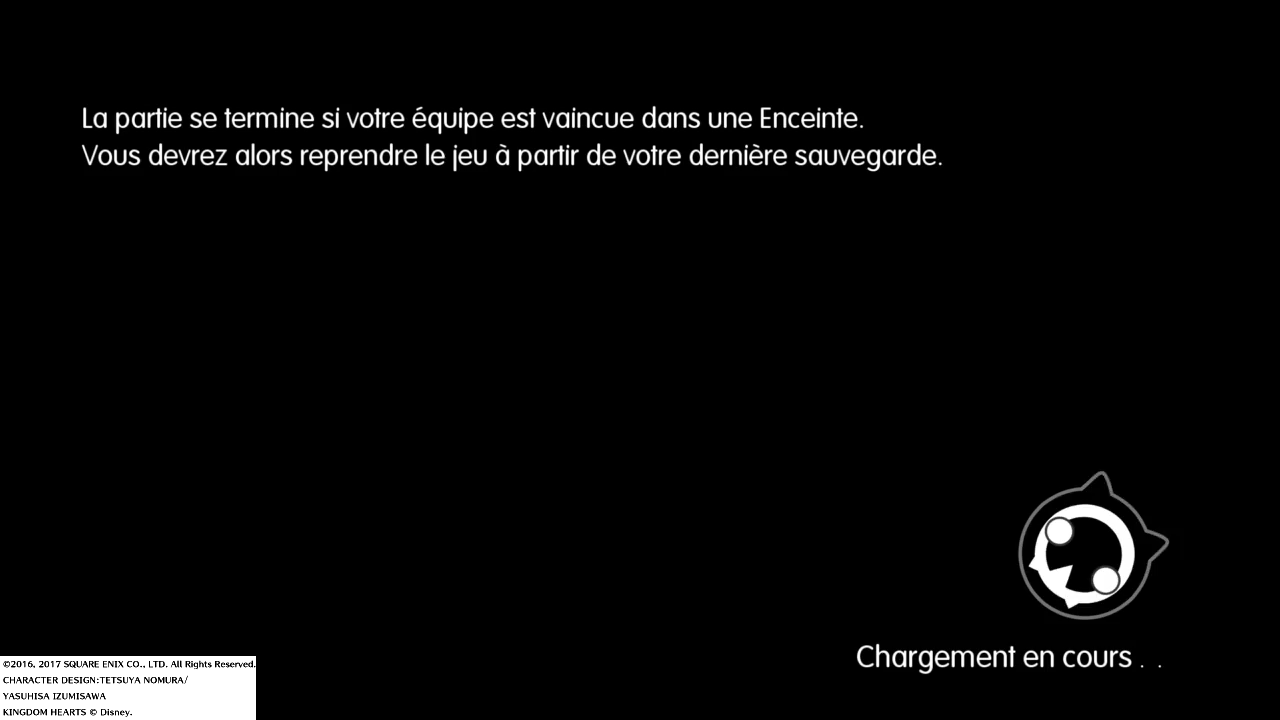 La partie se termine si votre équipe est vaincue dans une Enceinte.
Vous devrez alors reprendre le jeu à partir de votre dernière sauvegarde.
Chargement en cours . .
©2016, 2017 SQUARE ENIX CO., LTD. All Rights Reserved.
CHARACTER DESIGN:TETSUYA NOMURA/
YASUHISA IZUMISAWA
KINGDOM HEARTS © Disney.